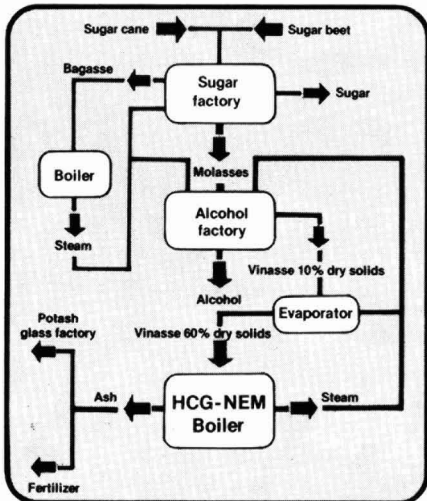 Sugar cane
Sugar beet
Bagasse
Sugar
factory
Sugar
Boiler
Molasses
Steam
Alcohol
factory
Vinasse 10% dry solids
Alcohol
Evaporator
Potash
glass factory
Vinasse 60% dry solids
Ash
HCG-NEM
Boiler
Steam
Fertilizer